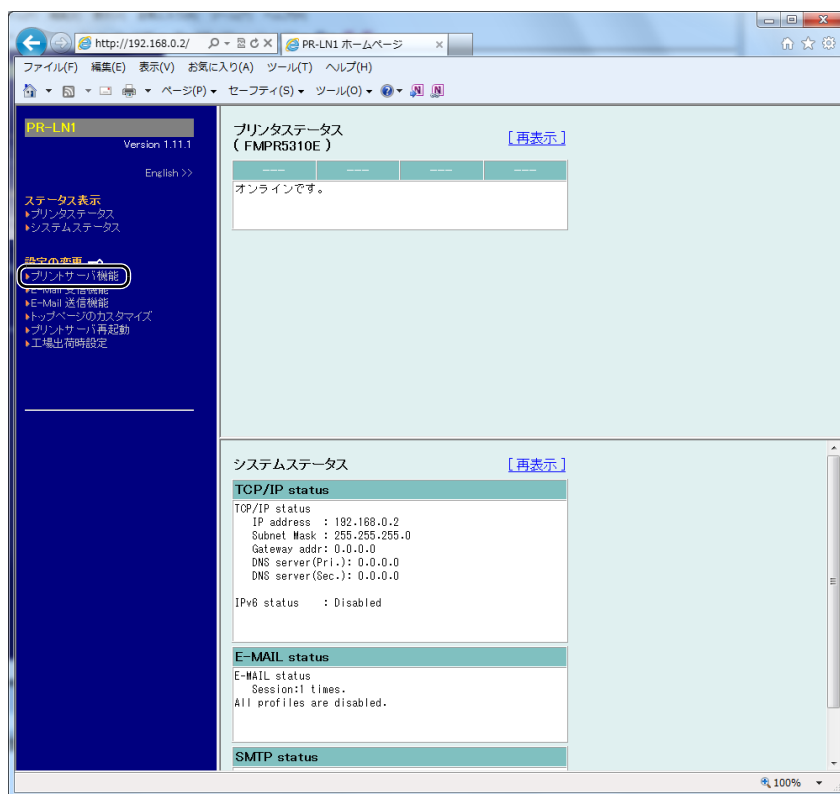 http://192.168.0.2/
PR-LN1 ホームページ
ファイル(F) 編集(E) 表示(V) お気に入り(A) ツール(T) ヘルプ(H)
ページ(P) セーフティ(S) ツール(O)
PR-LN1
Version 1.11.1
English >>
ステータス表示
プリンタステータス
システムステータス
設定の変更
プリントサーバ機能
E-Mail 受信機能
E-Mail 送信機能
トップページのカスタマイズ
プリントサーバ再起動
工場出荷時設定
プリンタステータス
( FMPR5310E )
[再表示]
--- --- --- ---
オンラインです。
システムステータス
[再表示]
TCP/IP status
TCP/IP status
IP address : 192.168.0.2
Subnet Mask : 255.255.255.0
Gateway addr: 0.0.0.0
DNS server(Pri.): 0.0.0.0
DNS server(Sec.): 0.0.0.0
IPv6 status : Disabled
E-MAIL status
E-MAIL status
Session:1 times.
All profiles are disabled.
SMTP status
100%